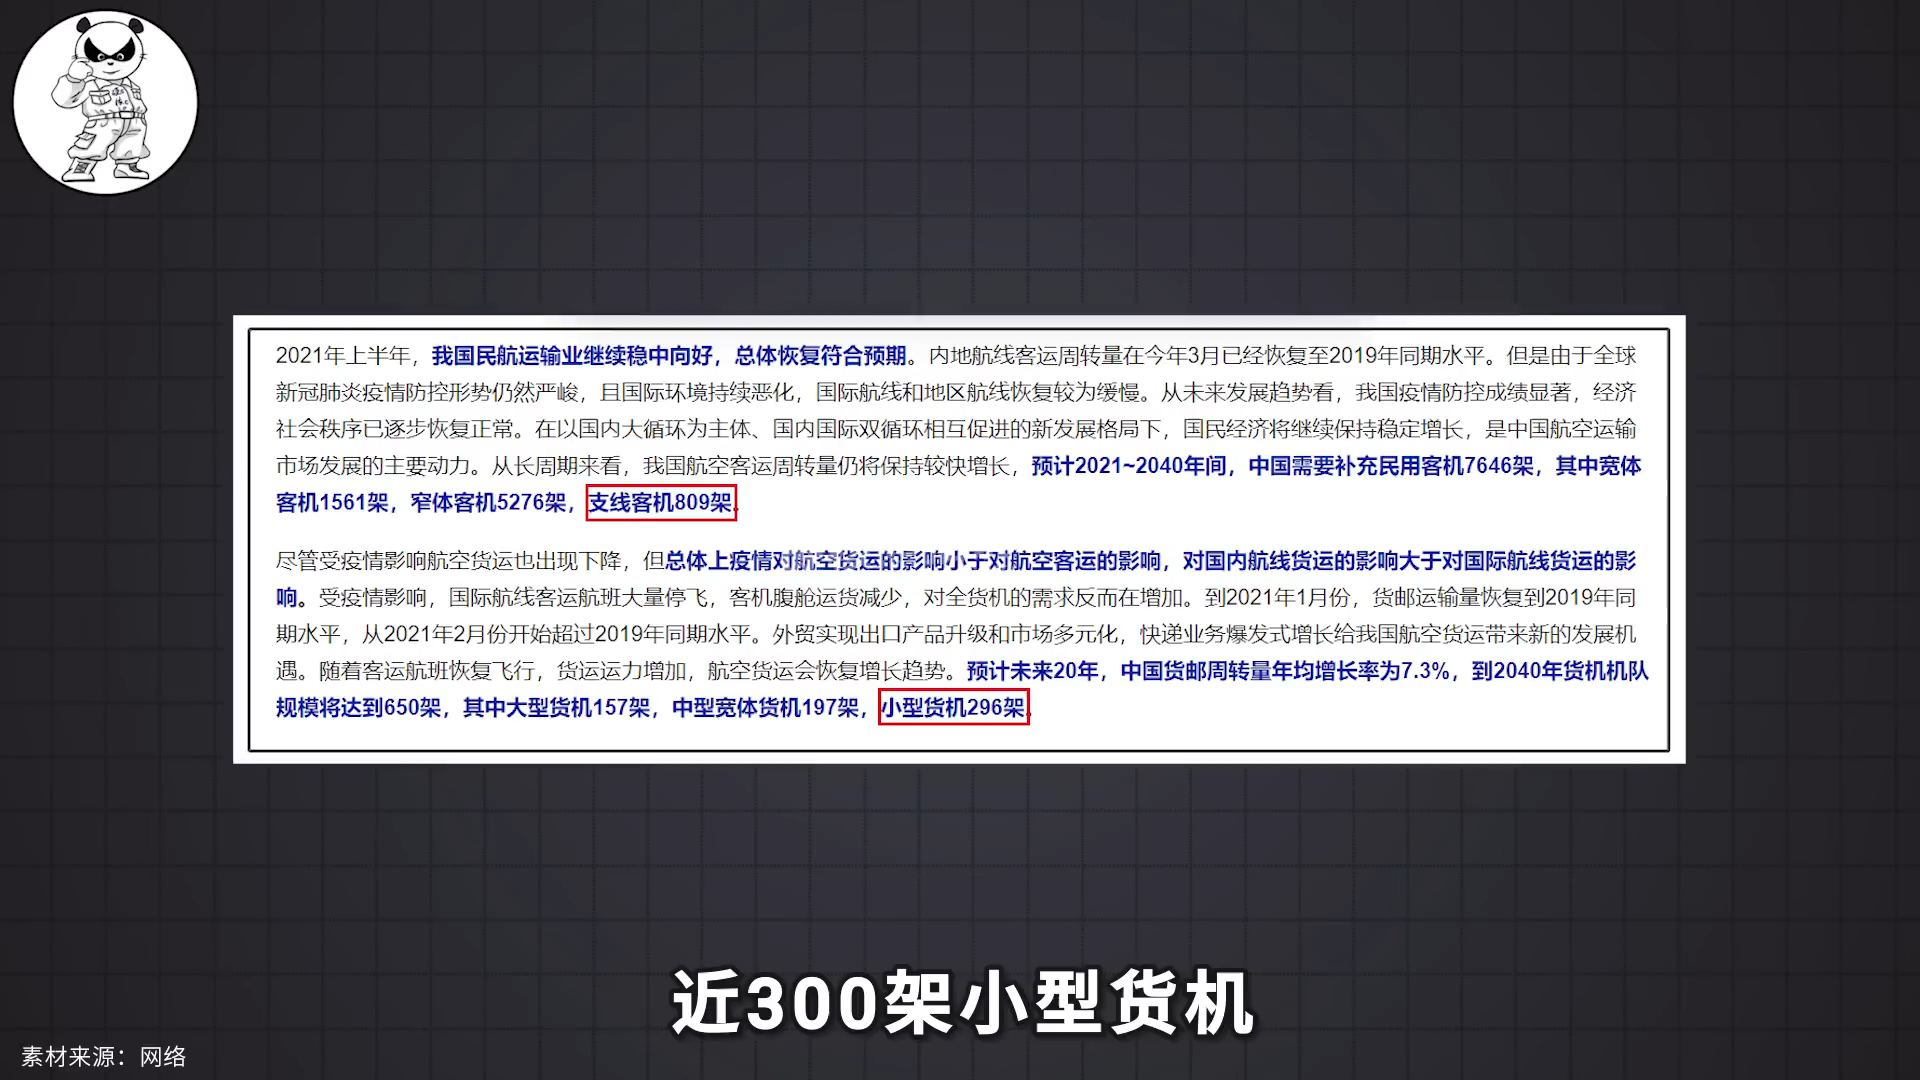 2021年上半年，我国民航运输业继续稳中向好，总体恢复符合预期。内地航线客运周转量在今年3月已经恢复至2019年同期水平。但是由于全球
新冠肺炎疫情防控形势仍然严峻，且国际环境持续恶化，国际航线和地区航线恢复较为缓慢。从未来发展趋势看，我国疫情防控成绩显著，经济
社会秩序已逐步恢复正常。在以国内大循环为主体、国内国际双循环相互促进的新发展格局下，国民经济将继续保持稳定增长，是中国航空运输
市场发展的主要动力。从长周期来看，我国航空客运周转量仍将保持较快增长，预计2021~2040年间，中国需要补充民用客机7646架，其中宽体
客机1561架，窄体客机5276架，支线客机809架。
尽管受疫情影响航空货运也出现下降，但总体上疫情对航空货运的影响小于对航空客运的影响，对国内航线货运的影响大于对国际航线货运的影
响。受疫情影响，国际航线客运航班大量停飞，客机腹舱运货减少，对全货机的需求反而在增加。到2021年1月份，货邮运输量恢复到2019年同
期水平，从2021年2月份开始超过2019年同期水平。外贸实现出口产品升级和市场多元化，快递业务爆发式增长给我国航空货运带来新的发展机
遇。随着客运航班恢复飞行，货运运力增加，航空货运会恢复增长趋势。预计未来20年，中国货邮周转量年均增长率为7.3%，到2040年货机机队
规模将达到650架，其中大型货机157架，中型宽体货机197架，小型货机296架。
近300架小型货机
素材来源：网络